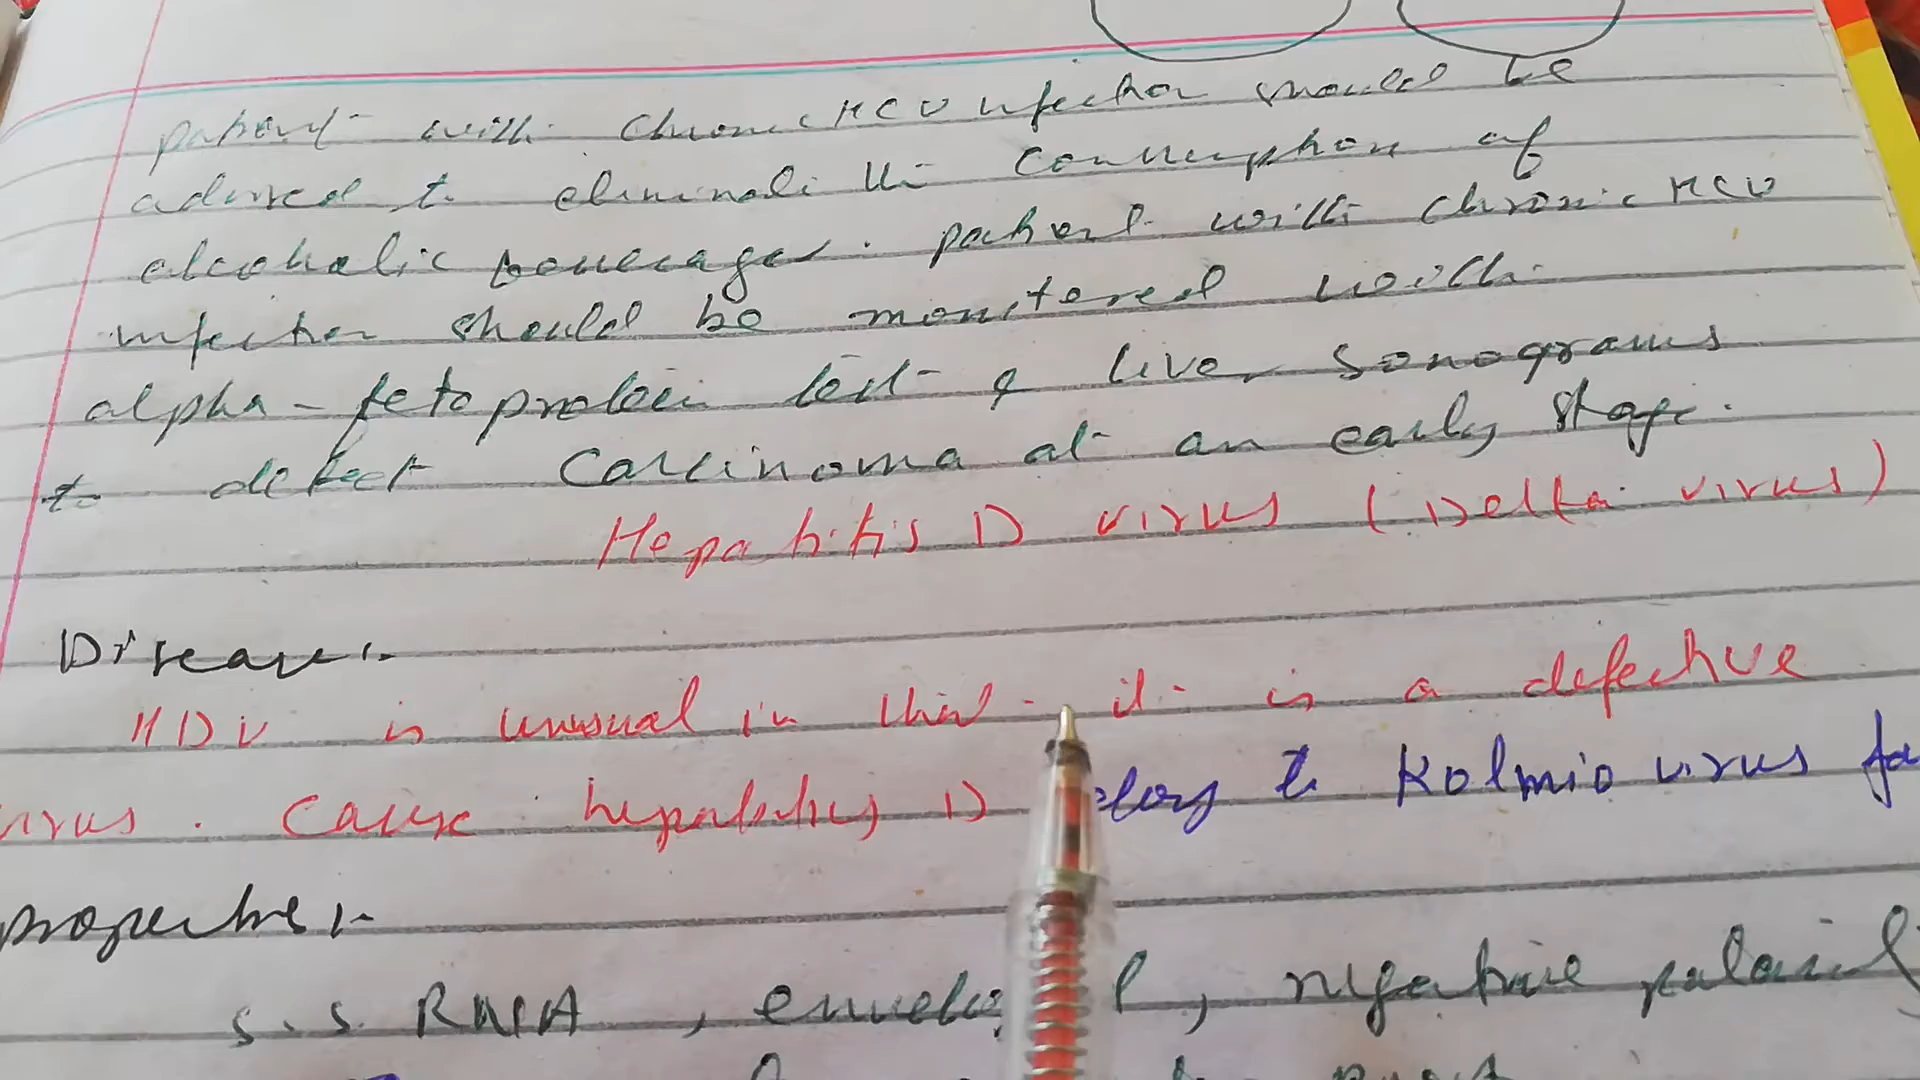 patient with chronic HCV infection should be
advised to eliminate the consumption of
alcoholic beverages. patient with chronic HCV
infection should be monitored with
alpha-fetoprotein test & liver sonograms
to detect carcinoma at an early stage.
Hepatitis D virus (Delta virus)
Disease:-
HDV is unusual in that it is a defective
virus. cause hepatitis D to Kolmio virus fa
properties:-
s.s RNA, enveloped, negative polarity